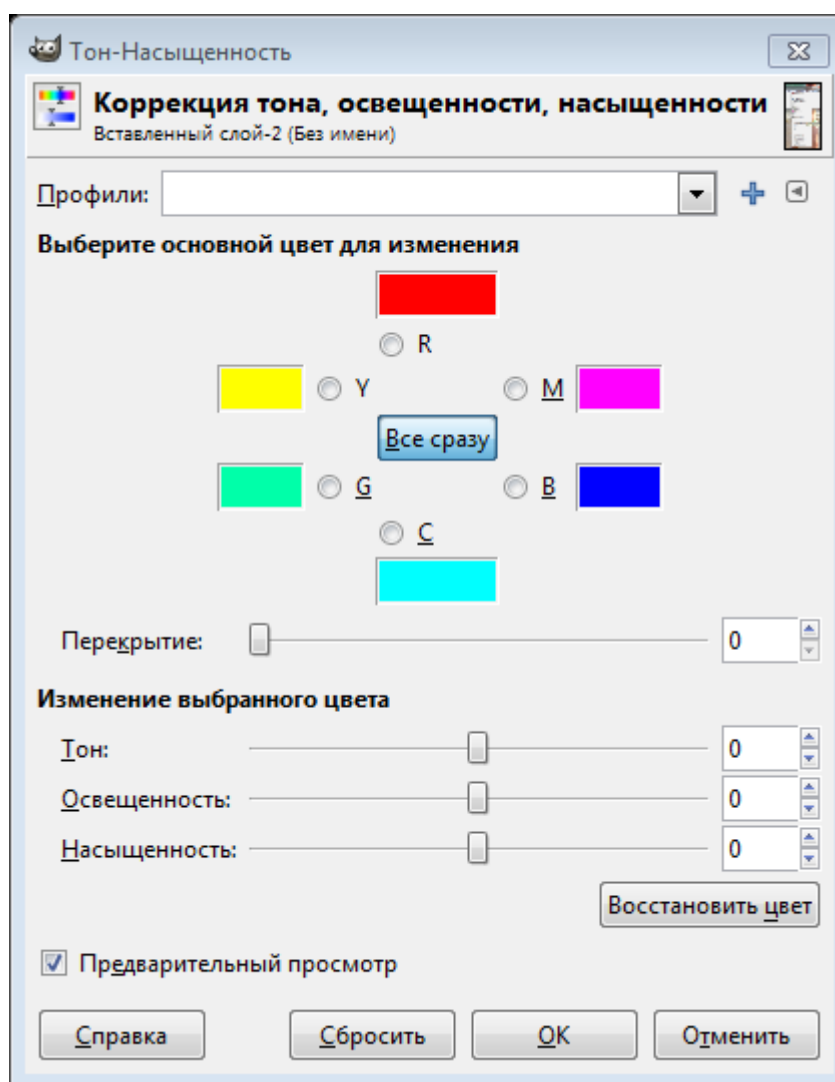 Тон-Насыщенность
Коррекция тона, освещенности, насыщенности
Вставленный слой-2 (Без имени)
Профили:
Выберите основной цвет для изменения
R
Y M
Все сразу
G B
C
Перекрытие: 0
Изменение выбранного цвета
Тон: 0
Освещенность: 0
Насыщенность: 0
Восстановить цвет
Предварительный просмотр
Справка Сбросить OK Отменить